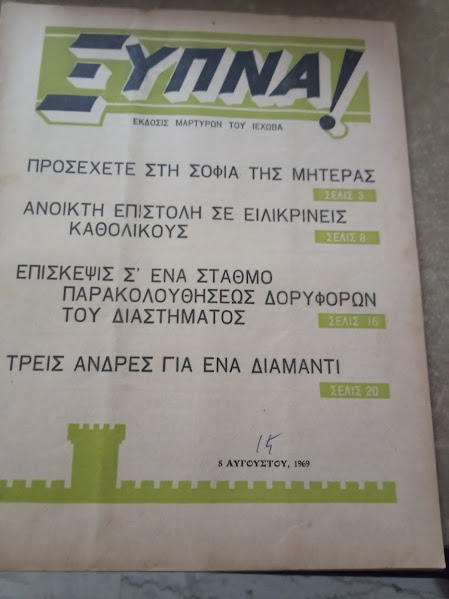 ΞΥΠΝΑ!
ΕΚΔΟΣΙΣ ΜΑΡΤΥΡΩΝ ΤΟΥ ΙΕΧΩΒΑ
ΠΡΟΣΕΧΕΤΕ ΣΤΗ ΣΟΦΙΑ ΤΗΣ ΜΗΤΕΡΑΣ
ΣΕΛΙΣ 3
ΑΝΟΙΚΤΗ ΕΠΙΣΤΟΛΗ ΣΕ ΕΙΛΙΚΡΙΝΕΙΣ
ΚΑΘΟΛΙΚΟΥΣ
ΣΕΛΙΣ 8
ΕΠΙΣΚΕΨΙΣ Σ' ΕΝΑ ΣΤΑΘΜΟ
ΠΑΡΑΚΟΛΟΥΘΗΣΕΩΣ ΔΟΡΥΦΟΡΩΝ
ΤΟΥ ΔΙΑΣΤΗΜΑΤΟΣ
ΣΕΛΙΣ 16
ΤΡΕΙΣ ΑΝΔΡΕΣ ΓΙΑ ΕΝΑ ΔΙΑΜΑΝΤΙ
ΣΕΛΙΣ 20
8 ΑΥΓΟΥΣΤΟΥ, 1969